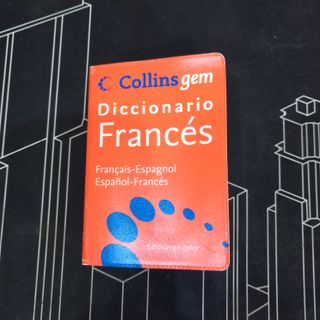 Collins gem
Diccionario
Francés
Français-Espagnol
Español-Francés
Edición en color